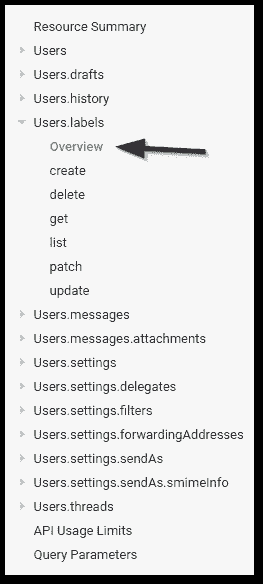 Resource Summary
Users
Users.drafts
Users.history
Users.labels
Overview
create
delete
get
list
patch
update
Users.messages
Users.messages.attachments
Users.settings
Users.settings.delegates
Users.settings.filters
Users.settings.forwardingAddresses
Users.settings.sendAs
Users.settings.sendAs.smimeInfo
Users.threads
API Usage Limits
Query Parameters